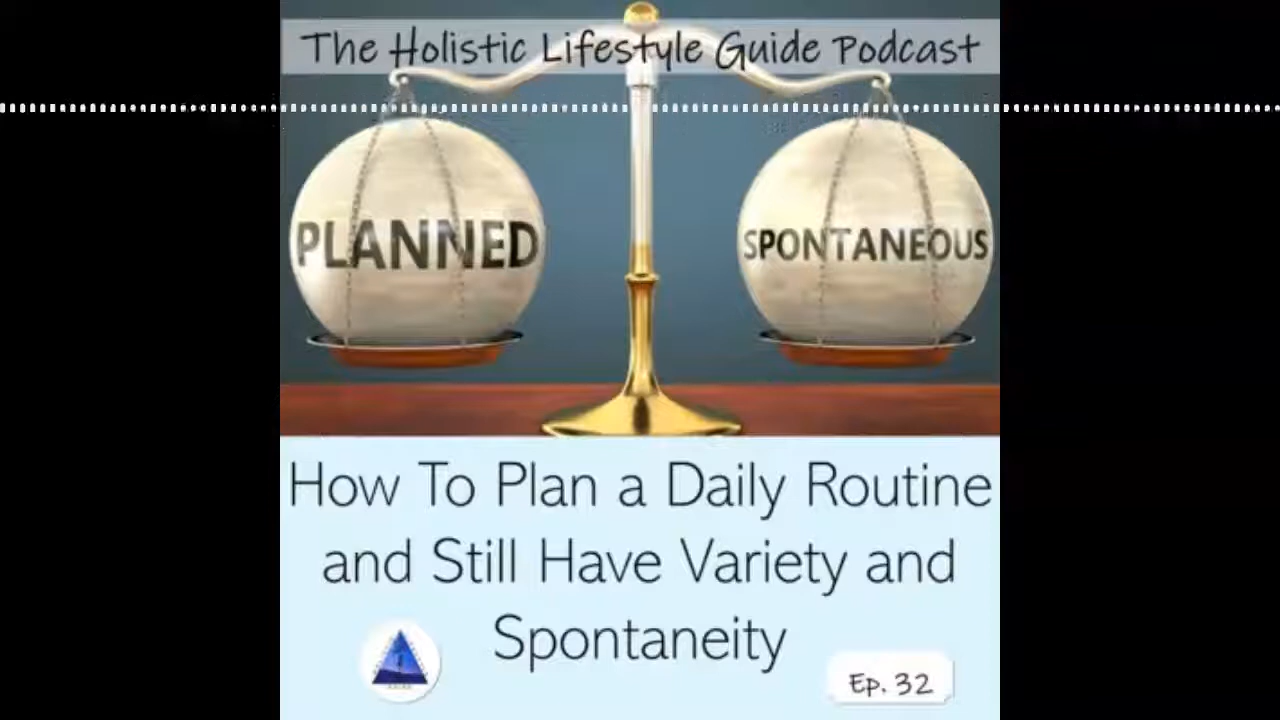 The Holistic Lifestyle Guide Podcast
PLANNED
SPONTANEOUS
How To Plan a Daily Routine
and Still Have Variety and
Spontaneity
Ep. 32